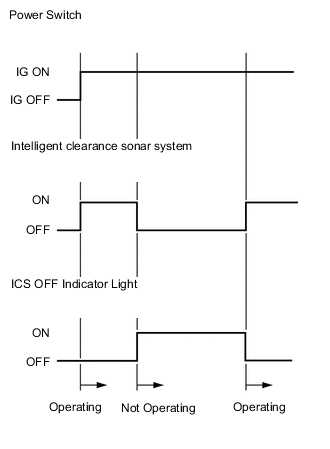 Power Switch
IG ON
IG OFF
Intelligent clearance sonar system
ON
OFF
ICS OFF Indicator Light
ON
OFF
Operating
Not Operating
Operating